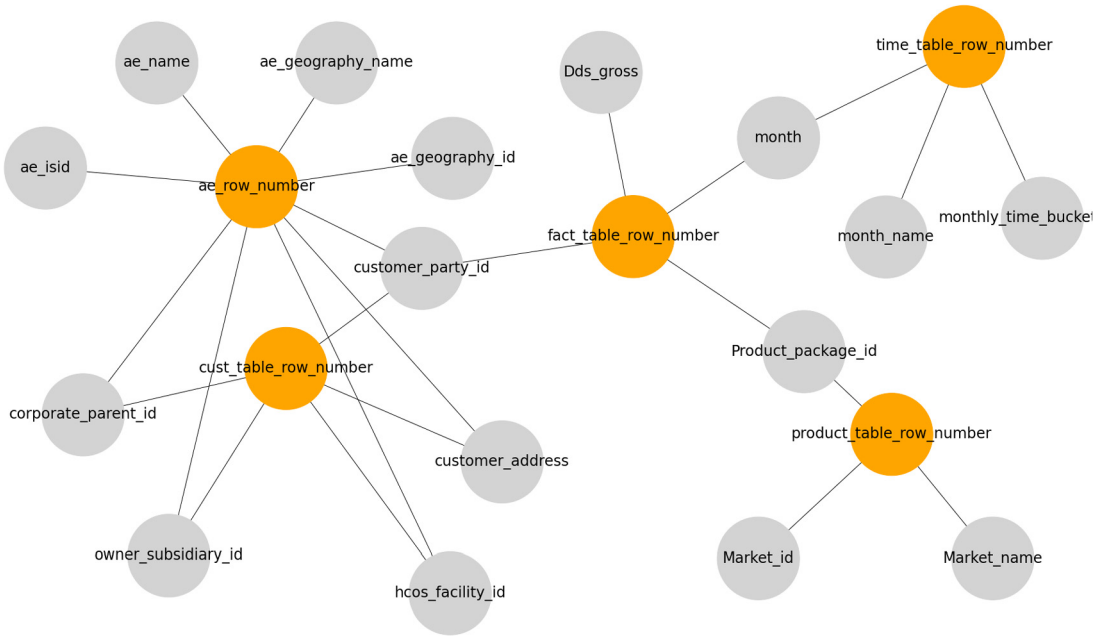 time_table_row_number
ae_name
ae_geography_name
Dds_gross
month
ae_geography_id
ae_isid
ae_row_number
monthly_time_bucket
fact_table_row_number
month_name
customer_party_id
Product_package_id
cust_table_row_number
corporate_parent_id
product_table_row_number
customer_address
owner_subsidiary_id
Market_id
Market_name
hcos_facility_id